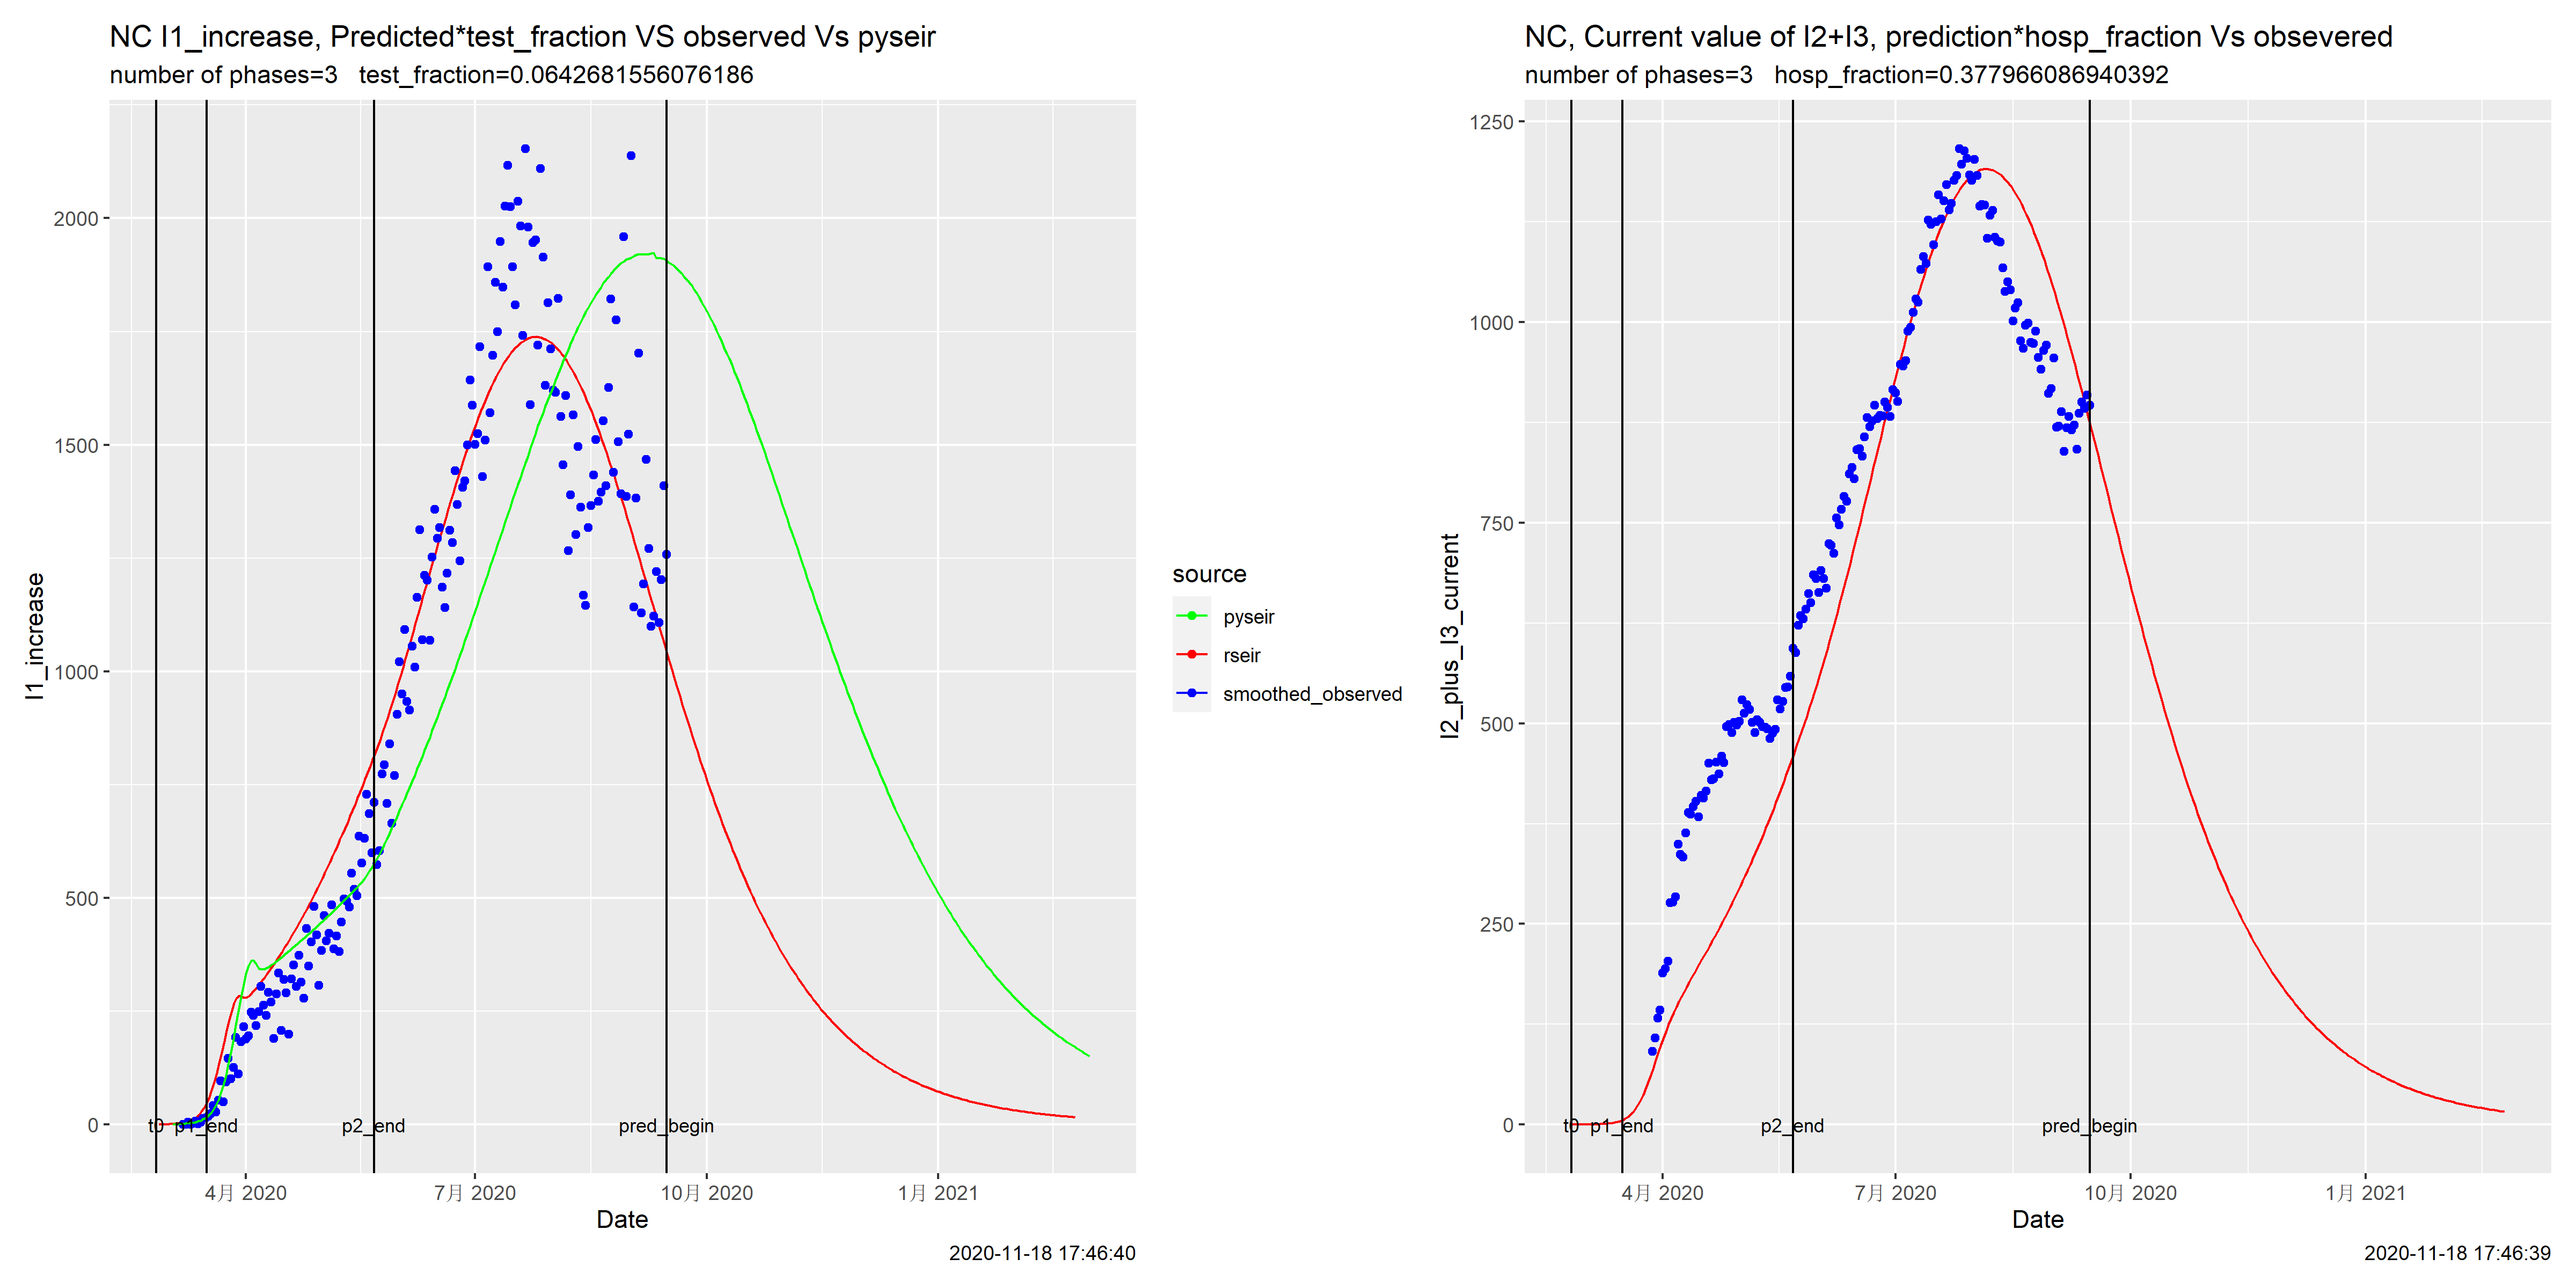 NC I1_increase, Predicted*test_fraction VS observed Vs pyseir
number of phases=3 test_fraction=0.0642681556076186
I1_increase
2000
1500
1000
500
0
t0 p1_end p2_end pred_begin
4月 2020 7月 2020 10月 2020 1月 2021
Date
2020-11-18 17:46:40
source
pyseir
rseir
smoothed_observed
NC, Current value of I2+I3, prediction*hosp_fraction Vs obsevered
number of phases=3 hosp_fraction=0.377966086940392
I2_plus_I3_current
1250
1000
750
500
250
0
t0 p1_end p2_end pred_begin
4月 2020 7月 2020 10月 2020 1月 2021
Date
2020-11-18 17:46:39